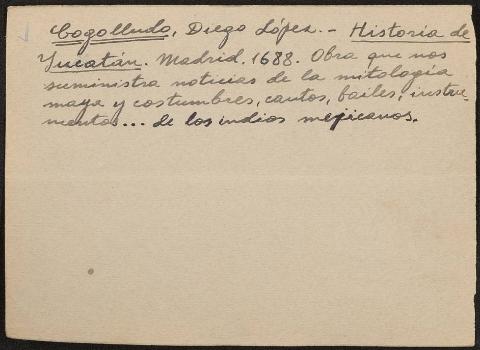 Cogolludo, Diego López.- Historia de
Yucatán. Madrid. 1688. Obra que nos
suministra noticias de la mitología
maya y costumbres, cantos, bailes, instru-
mentos... de los indios mejicanos.